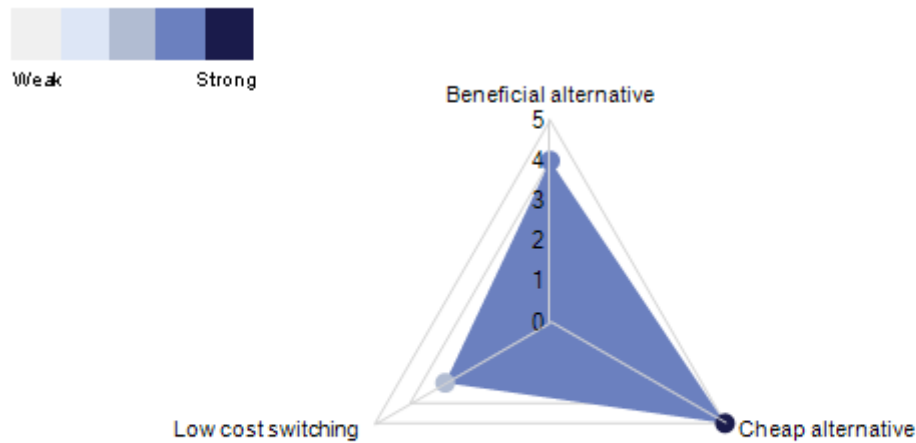 Weak Strong
Beneficial alternative
5
4
3
2
1
0
Low cost switching
Cheap alternative